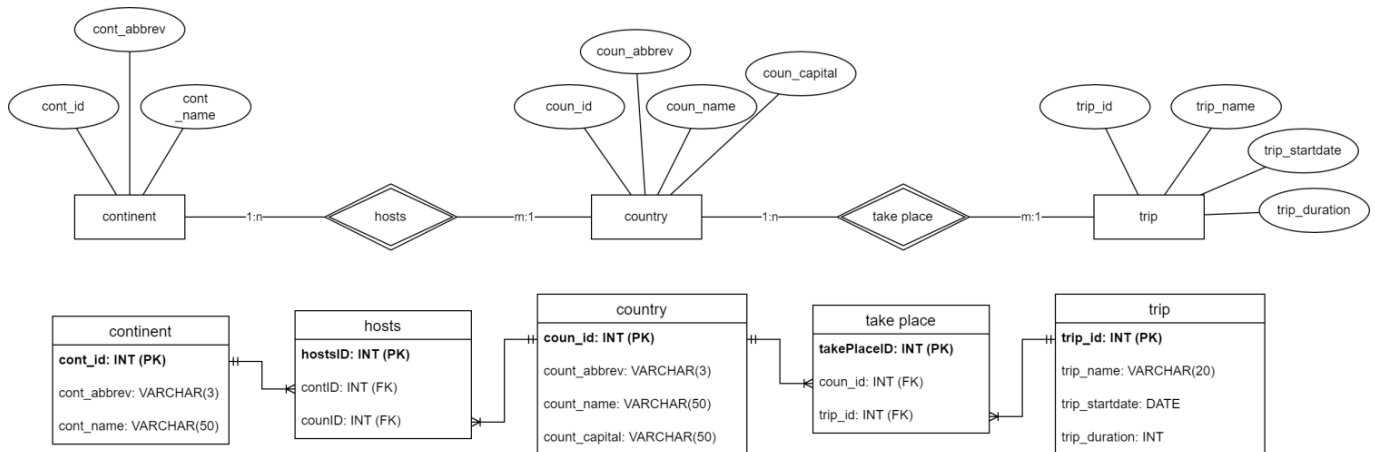 cont_abbrev
cont_id
cont
_name
coun_abbrev
coun_capital
coun_id
coun_name
trip_id
trip_name
trip_startdate
trip_duration
continent
1:n
hosts
m:1
country
1:n
take place
m:1
trip
continent
cont_id: INT (PK)
cont_abbrev: VARCHAR(3)
cont_name: VARCHAR(50)
hosts
hostsID: INT (PK)
contID: INT (FK)
counID: INT (FK)
country
coun_id: INT (PK)
count_abbrev: VARCHAR(3)
count_name: VARCHAR(50)
count_capital: VARCHAR(50)
take place
takePlaceID: INT (PK)
coun_id: INT (FK)
trip_id: INT (FK)
trip
trip_id: INT (PK)
trip_name: VARCHAR(20)
trip_startdate: DATE
trip_duration: INT